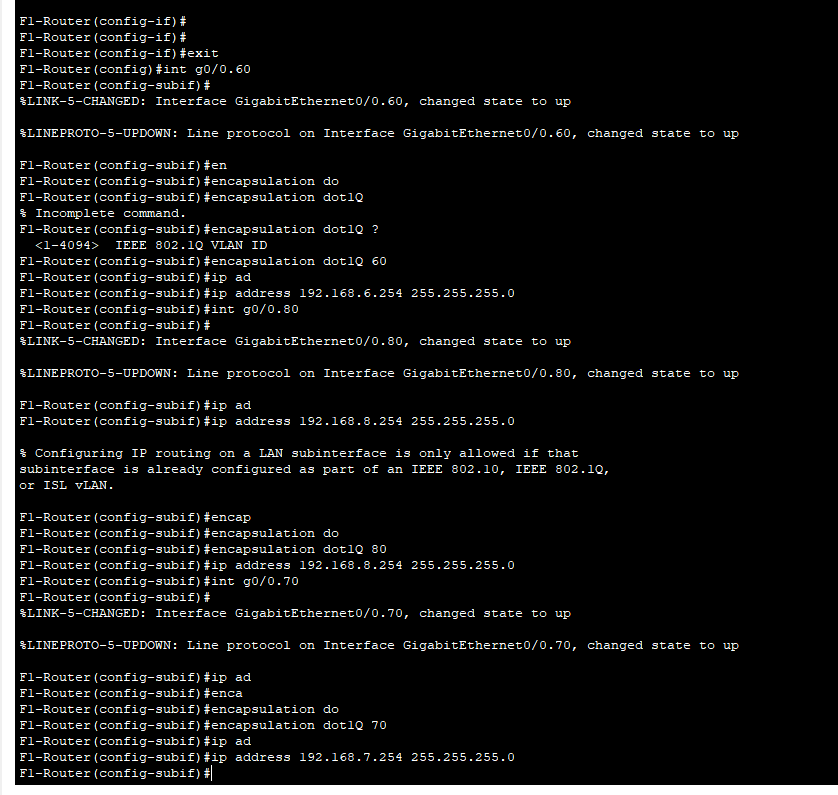 F1-Router(config-if)#
F1-Router(config-if)#
F1-Router(config-if)#exit
F1-Router(config)#int g0/0.60
F1-Router(config-subif)#
%LINK-5-CHANGED: Interface GigabitEthernet0/0.60, changed state to up
%LINEPROTO-5-UPDOWN: Line protocol on Interface GigabitEthernet0/0.60, changed state to up
F1-Router(config-subif)#en
F1-Router(config-subif)#encapsulation do
F1-Router(config-subif)#encapsulation dot1Q
% Incomplete command.
F1-Router(config-subif)#encapsulation dot1Q ?
<1-4094>  IEEE 802.1Q VLAN ID
F1-Router(config-subif)#encapsulation dot1Q 60
F1-Router(config-subif)#ip ad
F1-Router(config-subif)#ip address 192.168.6.254 255.255.255.0
F1-Router(config-subif)#int g0/0.80
F1-Router(config-subif)#
%LINK-5-CHANGED: Interface GigabitEthernet0/0.80, changed state to up
%LINEPROTO-5-UPDOWN: Line protocol on Interface GigabitEthernet0/0.80, changed state to up
F1-Router(config-subif)#ip ad
F1-Router(config-subif)#ip address 192.168.8.254 255.255.255.0
% Configuring IP routing on a LAN subinterface is only allowed if that
subinterface is already configured as part of an IEEE 802.10, IEEE 802.1Q,
or ISL vLAN.
F1-Router(config-subif)#encap
F1-Router(config-subif)#encapsulation do
F1-Router(config-subif)#encapsulation dot1Q 80
F1-Router(config-subif)#ip address 192.168.8.254 255.255.255.0
F1-Router(config-subif)#int g0/0.70
F1-Router(config-subif)#
%LINK-5-CHANGED: Interface GigabitEthernet0/0.70, changed state to up
%LINEPROTO-5-UPDOWN: Line protocol on Interface GigabitEthernet0/0.70, changed state to up
F1-Router(config-subif)#ip ad
F1-Router(config-subif)#enca
F1-Router(config-subif)#encapsulation do
F1-Router(config-subif)#encapsulation dot1Q 70
F1-Router(config-subif)#ip ad
F1-Router(config-subif)#ip address 192.168.7.254 255.255.255.0
F1-Router(config-subif)#